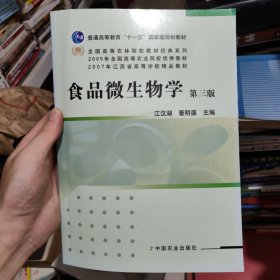 普通高等教育“十一五”国家级规划教材
全国高等农林院校教材经典系列
2005年全国高等农业院校优秀教材
2007年江苏省高等学校精品教材
食品微生物学 第三版
江汉湖 董明盛 主编
中国农业出版社